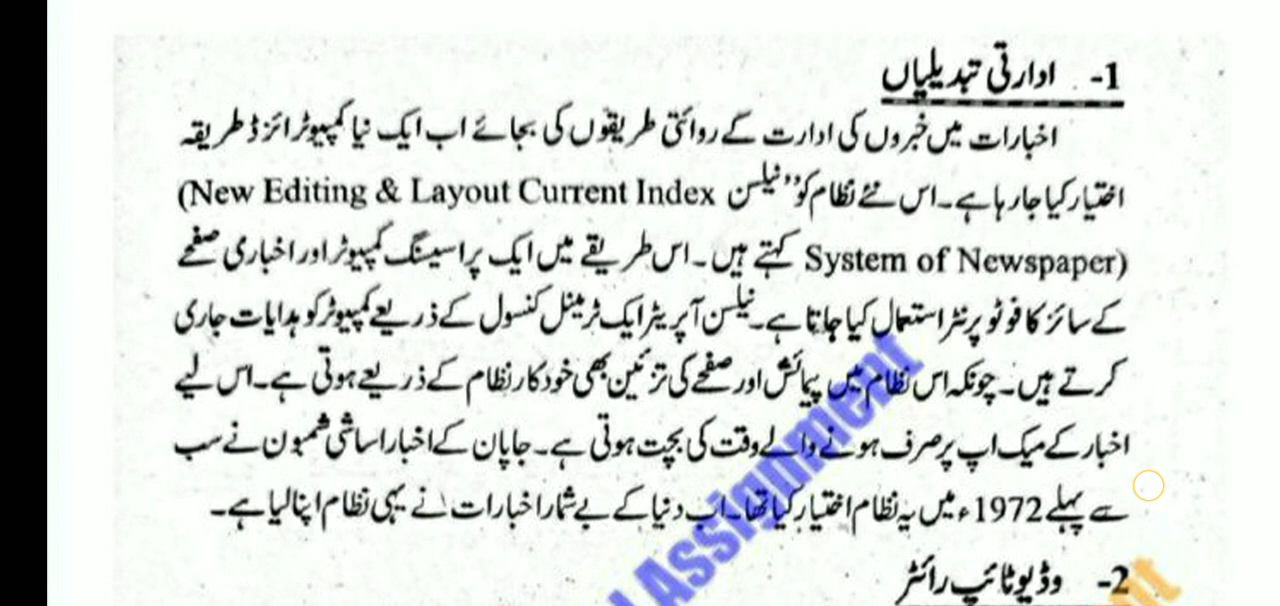 1- ادارتی تبدیلیاں
اخبارات میں خبروں کی ادارت کے روائتی طریقوں کی بجائے اب ایک نیا کمپیوٹرائزڈ طریقہ
اختیار کیا جا رہا ہے۔ اس نئے نظام کو ”نیلسن (New Editing & Layout Current Index
System of Newspaper) کہتے ہیں۔ اس طریقے میں ایک پراسیسنگ کمپیوٹر اور اخباری صفحے
کے سائز کا فوٹو پرنٹر استعمال کیا جاتا ہے۔ نیلسن آپریٹر ایک ٹرمینل کنسول کے ذریعے کمپیوٹر کو ہدایات جاری
کرتے ہیں۔ چونکہ اس نظام میں پیمائش اور صفحے کی تزئین بھی خودکار نظام کے ذریعے ہوتی ہے۔ اس لیے
اخبار کے میک اپ پر صرف ہونے والے وقت کی بچت ہوتی ہے۔ جاپان کے اخبار اساشی شمبون نے سب
سے پہلے 1972ء میں یہ نظام اختیار کیا تھا۔ اب دنیا کے بے شمار اخبارات نے یہی نظام اپنا لیا ہے۔
2- وڈیو ٹائپ رائٹر
Assignment